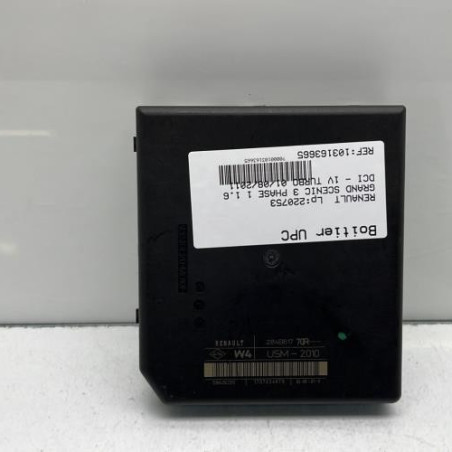 Boitier UPC
RENAULT Lp:220753
GRAND SCENIC 3 PHASE 1 1.6
DCI - 1V TURBO 01/08/2011
REF:103163665
RENAULT
W4 USM - 2010